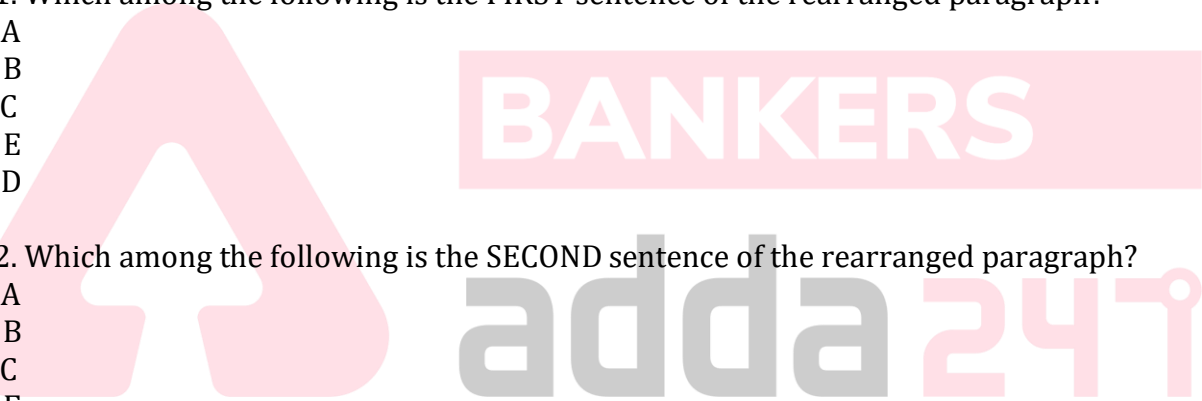 . Which among the following is the FIRST sentence of the rearranged paragraph?
A
B
C
E
D
BANKERS
2. Which among the following is the SECOND sentence of the rearranged paragraph?
A
B
C
adda 247